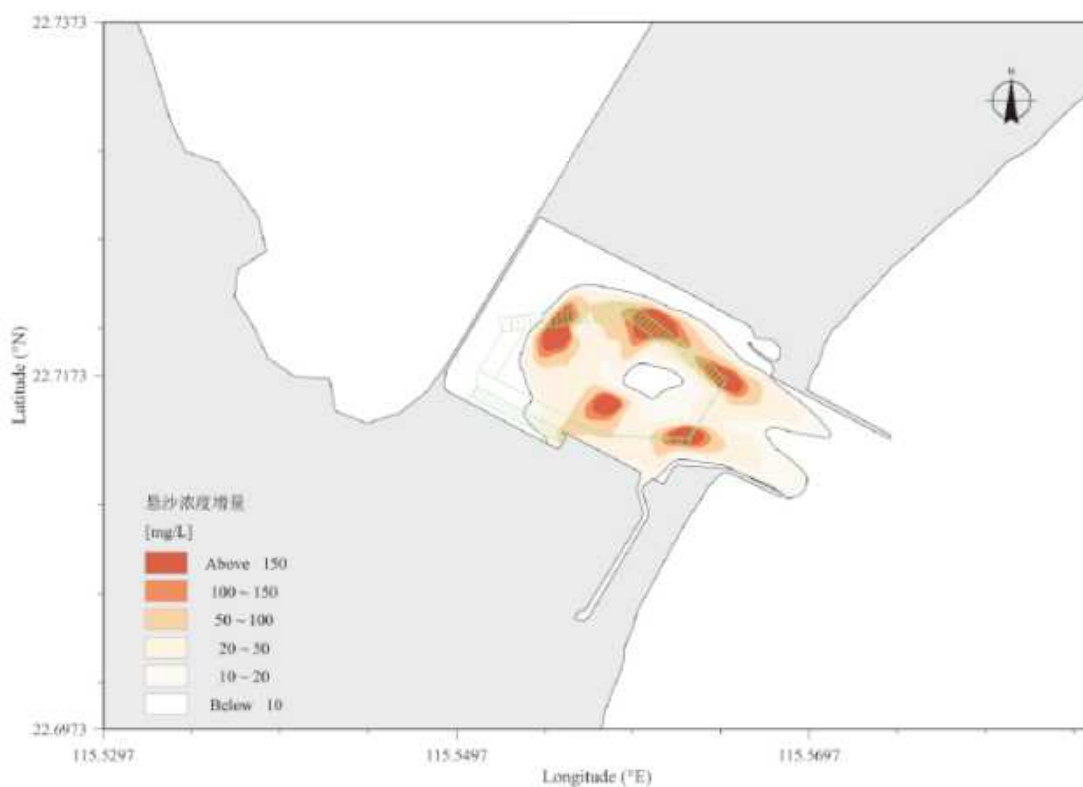 22.7373
N
Latitude (°N)
22.7173
悬沙浓度增量
[mg/L]
Above 150
100 ~ 150
50 ~ 100
20 ~ 50
10 ~ 20
Below 10
22.6973
115.5297
115.5497
115.5697
Longitude (°E)